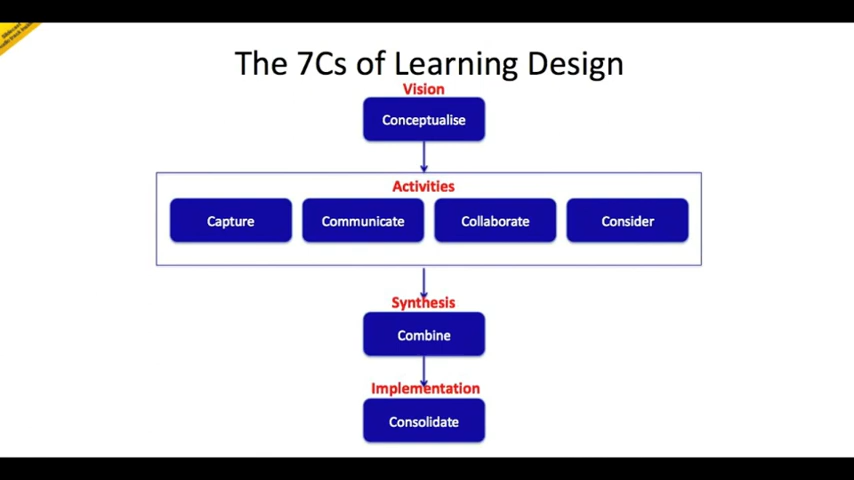 The 7Cs of Learning Design
Vision
Conceptualise
Activities
Capture Communicate Collaborate Consider
Synthesis
Combine
Implementation
Consolidate